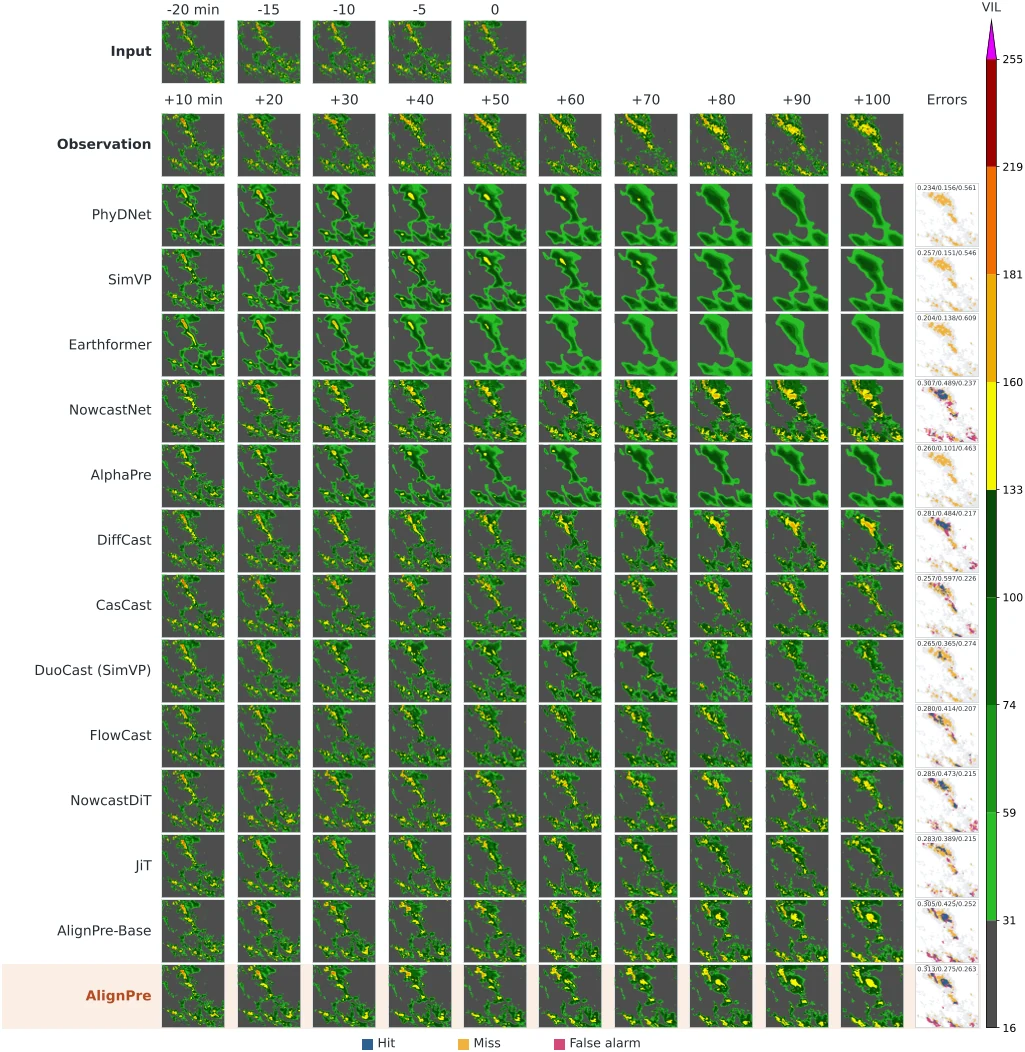 -20 min -15 -10 -5 0 VIL
Input
255
+10 min +20 +30 +40 +50 +60 +70 +80 +90 +100 Errors
Observation
219
PhyDNet 0.234/0.156/0.561
SimVP 0.257/0.151/0.546
181
Earthformer 0.204/0.138/0.609
160
NowcastNet 0.307/0.489/0.237
AlphaPre 0.260/0.101/0.463
133
DiffCast 0.281/0.484/0.217
CasCast 0.257/0.597/0.226
100
DuoCast (SimVP) 0.265/0.365/0.274
74
FlowCast 0.280/0.414/0.207
NowcastDiT 0.285/0.473/0.215
59
JiT 0.283/0.389/0.215
31
AlignPre-Base 0.305/0.425/0.252
AlignPre 0.313/0.275/0.263
16
Hit Miss False alarm